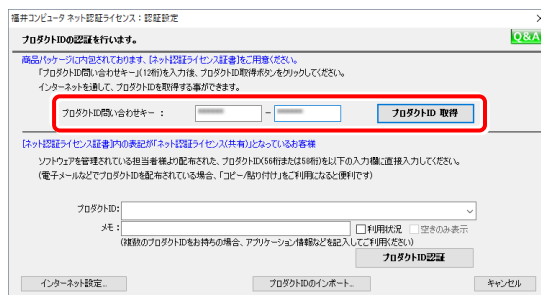 福井コンピュータ ネット認証ライセンス：認証設定
プロダクトIDの認証を行います。
Q&A
商品パッケージに内包されております、[ネット認証ライセンス証書]をご用意ください。
「プロダクトID問い合わせキー」(12桁)を入力後、プロダクトID取得ボタンをクリックしてください。
インターネットを通して、プロダクトIDを取得する事ができます。
プロダクトID問い合わせキー ：
－
プロダクトID 取得
[ネット認証ライセンス証書]内の表記が「ネット認証ライセンス(共有)」となっているお客様
ソフトウェアを管理されている担当者様より配布された、プロダクトID(56桁または58桁)を以下の入力欄に直接入力してください。
(電子メールなどでプロダクトIDを配布されている場合、「コピー/貼り付け」をご利用になると便利です)
プロダクトID:
メモ：
利用状況
空きのみ表示
(複数のプロダクトIDをお持ちの場合、アプリケーション情報などを記入してご利用ください)
プロダクトID認証
インターネット設定...
プロダクトIDのインポート...
キャンセル